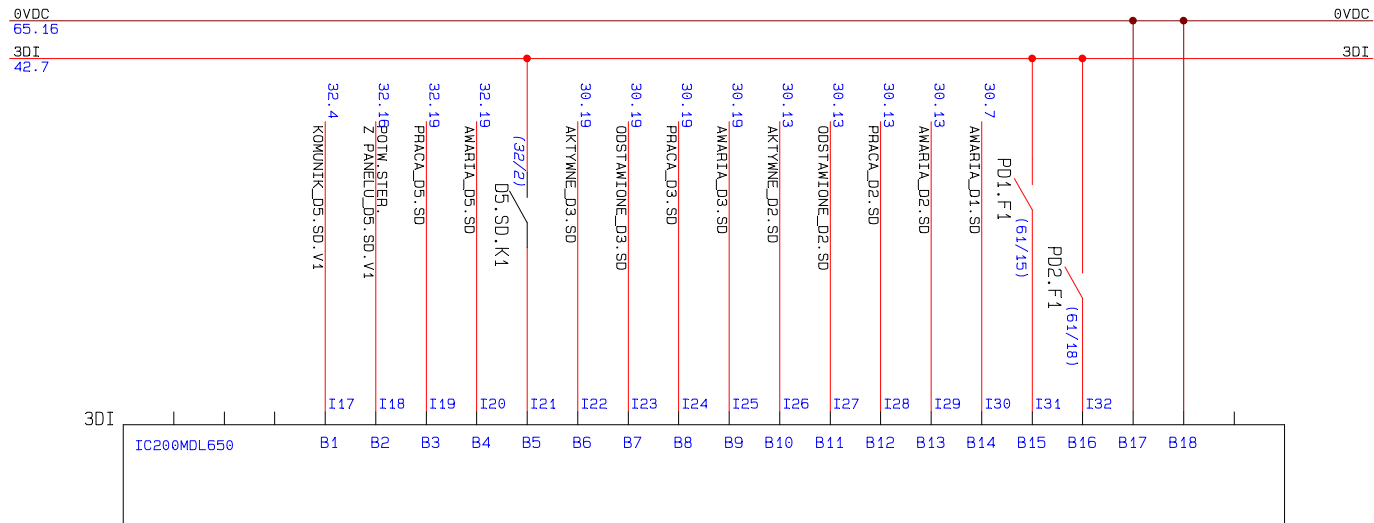 0VDC
0VDC
65.16
3DI
3DI
42.7
32.4
KOMUNIK_D5.SD.V1
32.16
POTW.STER.
Z PANELU_D5.SD.V1
32.19
PRACA_D5.SD
32.19
AWARIA_D5.SD
(32/2)
D5.SD.K1
30.19
AKTYWNE_D3.SD
30.19
ODSTAWIONE_D3.SD
30.19
PRACA_D3.SD
30.19
AWARIA_D3.SD
30.13
AKTYWNE_D2.SD
30.13
ODSTAWIONE_D2.SD
30.13
PRACA_D2.SD
30.13
AWARIA_D2.SD
30.7
AWARIA_D1.SD
PD1.F1
(61/15)
PD2.F1
(61/18)
I17 I18 I19 I20 I21 I22 I23 I24 I25 I26 I27 I28 I29 I30 I31 I32
3DI
IC200MDL650 B1 B2 B3 B4 B5 B6 B7 B8 B9 B10 B11 B12 B13 B14 B15 B16 B17 B18